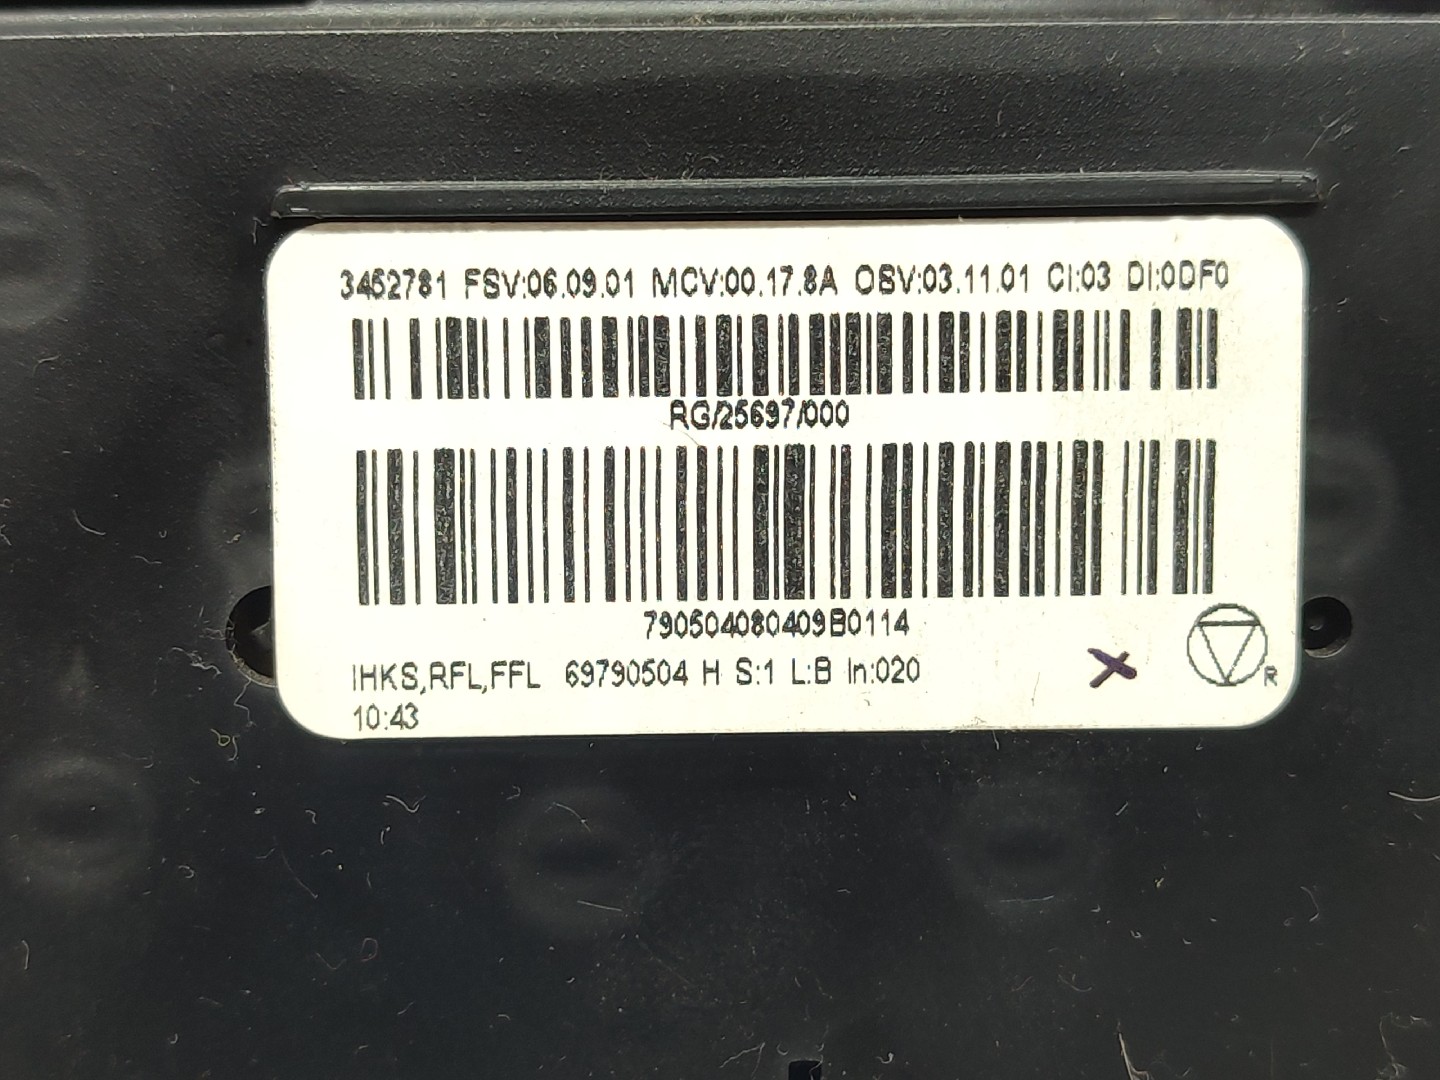 3452781 FSV:06.09.01 MCV:00.17.8A OSV:03.11.01 CI:03 DI:0DF0
RG/25697/000
790504080409B0114
IHKS,RFL,FFL 69790504 H S:1 L:B In:020
R
10:43